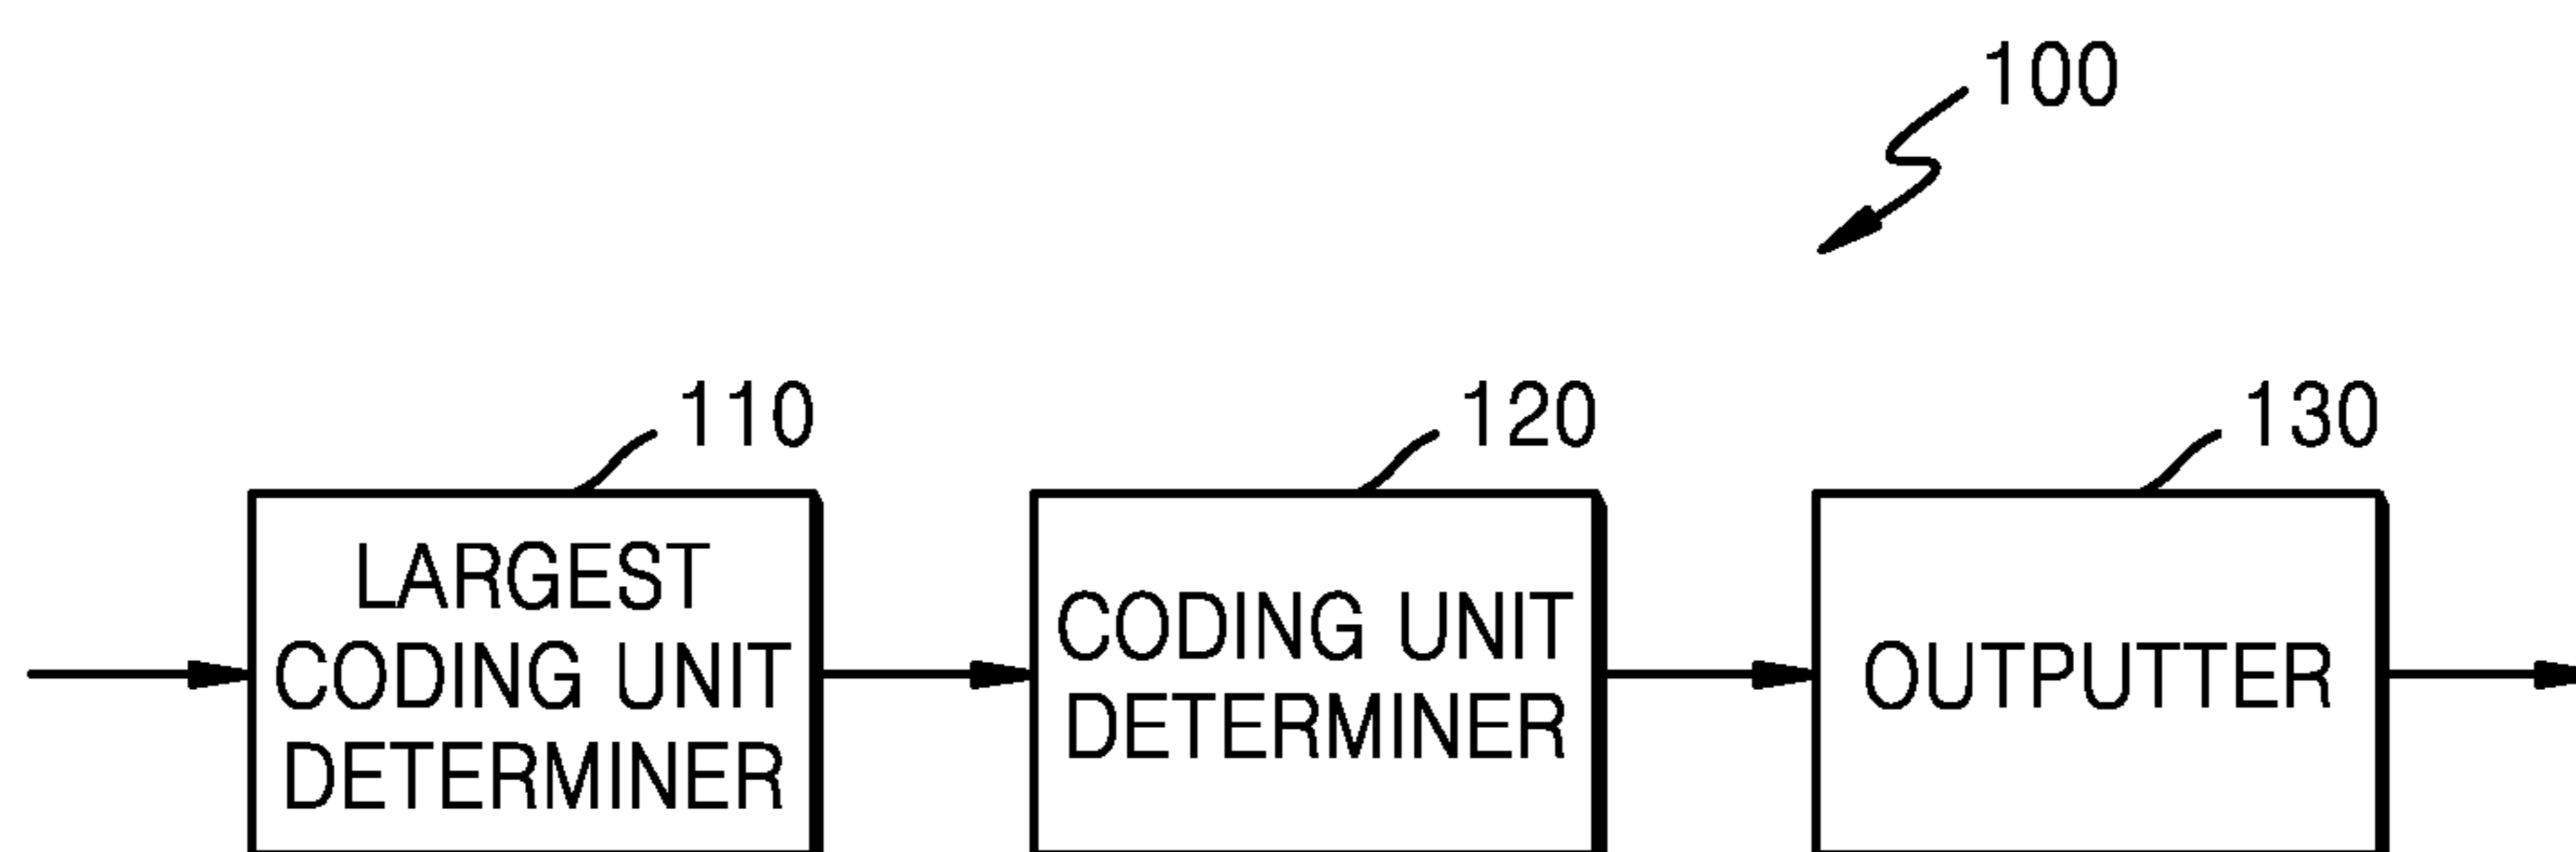 100
110
120
130
LARGEST
CODING UNIT
DETERMINER
CODING UNIT
DETERMINER
OUTPUTTER